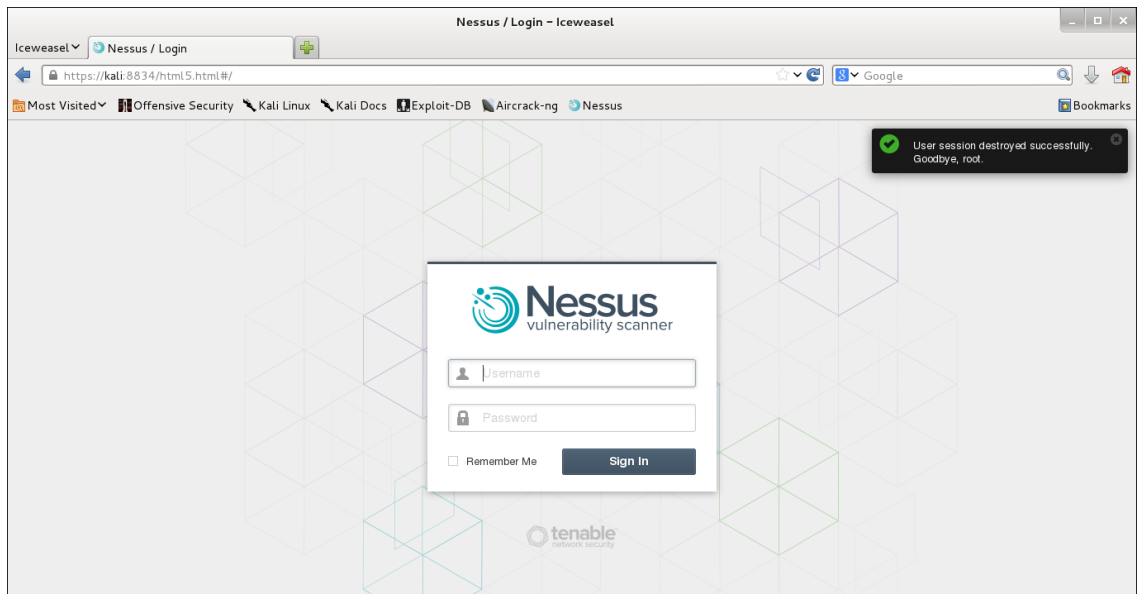 Nessus / Login - Iceweasel
Iceweasel
Nessus / Login
https://kali:8834/html5.html#/
Google
Most Visited
Offensive Security
Kali Linux
Kali Docs
Exploit-DB
Aircrack-ng
Nessus
Bookmarks
User session destroyed successfully.
Goodbye, root.
Nessus
vulnerability scanner
Username
Password
Remember Me
Sign In
tenable
network security